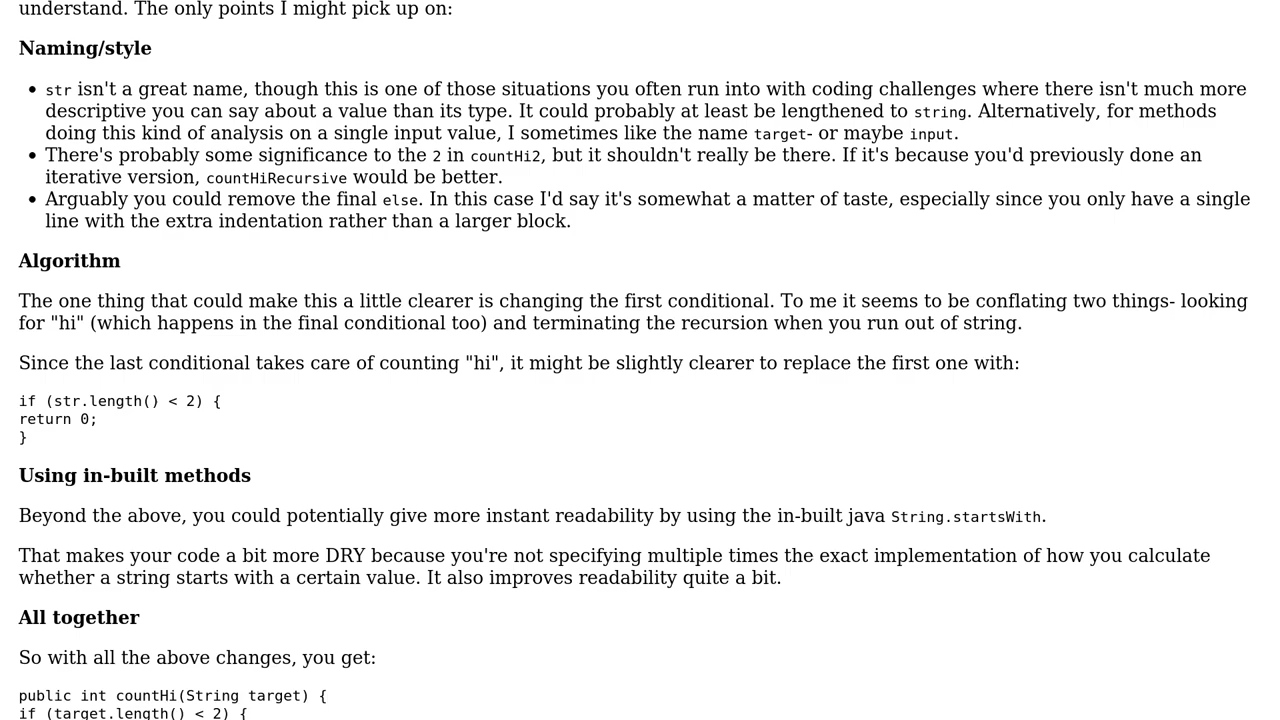 understand. The only points I might pick up on:
Naming/style
• str isn't a great name, though this is one of those situations you often run into with coding challenges where there isn't much more
descriptive you can say about a value than its type. It could probably at least be lengthened to string. Alternatively, for methods
doing this kind of analysis on a single input value, I sometimes like the name target- or maybe input.
• There's probably some significance to the 2 in countHi2, but it shouldn't really be there. If it's because you'd previously done an
iterative version, countHiRecursive would be better.
• Arguably you could remove the final else. In this case I'd say it's somewhat a matter of taste, especially since you only have a single
line with the extra indentation rather than a larger block.
Algorithm
The one thing that could make this a little clearer is changing the first conditional. To me it seems to be conflating two things- looking
for "hi" (which happens in the final conditional too) and terminating the recursion when you run out of string.
Since the last conditional takes care of counting "hi", it might be slightly clearer to replace the first one with:
if (str.length() < 2) {
return 0;
}
Using in-built methods
Beyond the above, you could potentially give more instant readability by using the in-built java String.startsWith.
That makes your code a bit more DRY because you're not specifying multiple times the exact implementation of how you calculate
whether a string starts with a certain value. It also improves readability quite a bit.
All together
So with all the above changes, you get:
public int countHi(String target) {
if (target.length() < 2) {